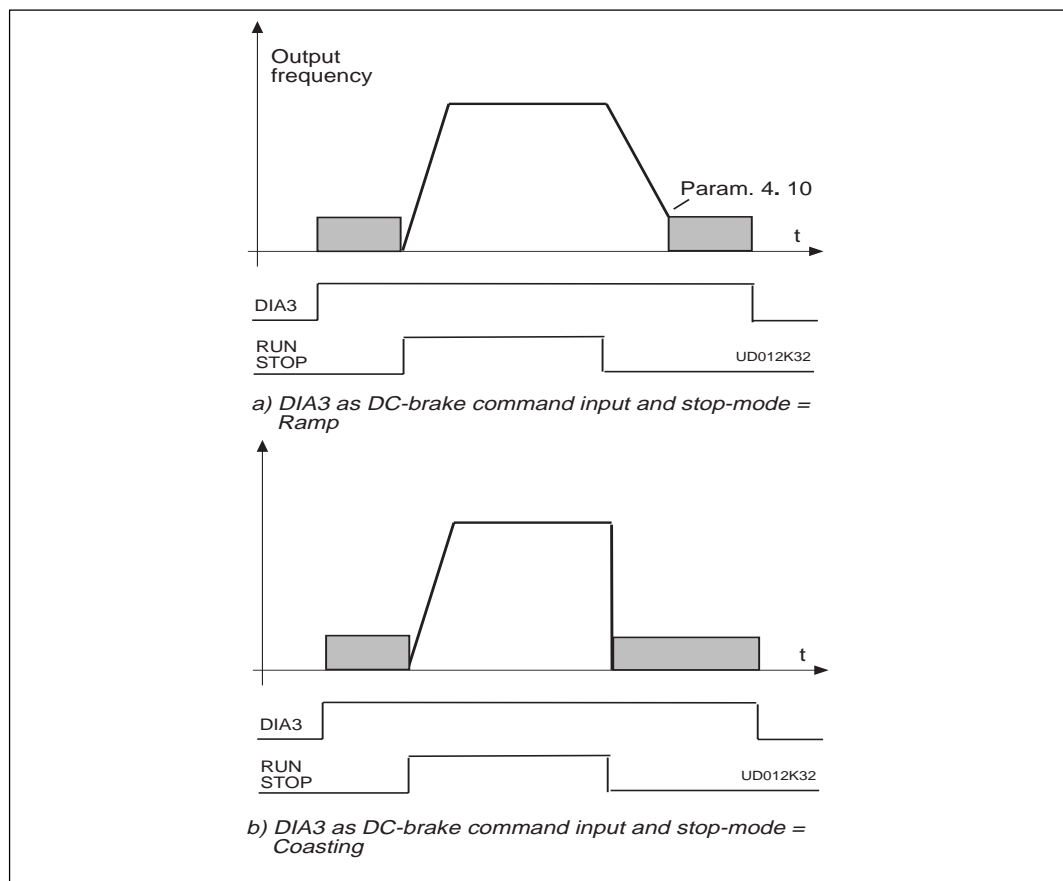 Output
frequency
Param. 4. 10
t
DIA3
RUN
STOP
UD012K32
a) DIA3 as DC-brake command input and stop-mode =
Ramp
t
DIA3
RUN
STOP
UD012K32
b) DIA3 as DC-brake command input and stop-mode =
Coasting